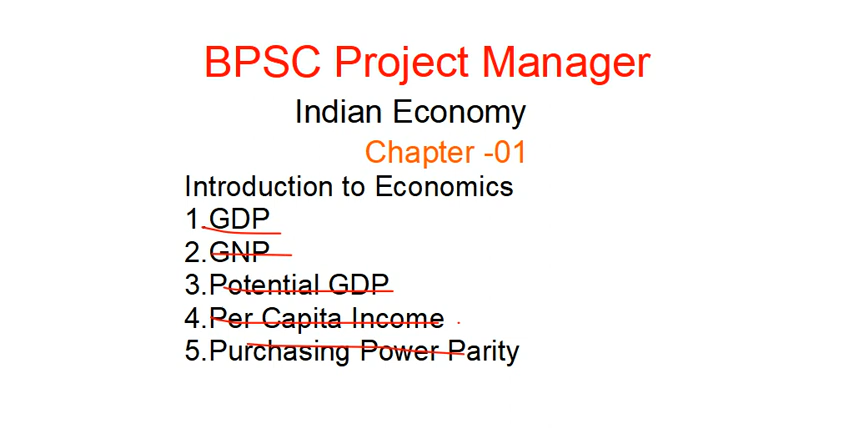 BPSC Project Manager
Indian Economy
Chapter -01
Introduction to Economics
1.GDP
2.GNP
3.Potential GDP
4.Per Capita Income
5.Purchasing Power Parity